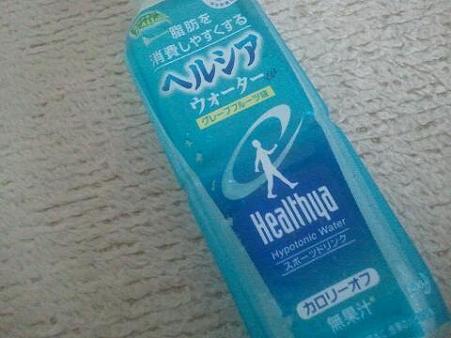 脂肪を
消費しやすくする
ヘルシア
ウォーター
グレープフルーツ味
Healthya
Hypotonic Water
スポーツドリンク
カロリーオフ
無果汁